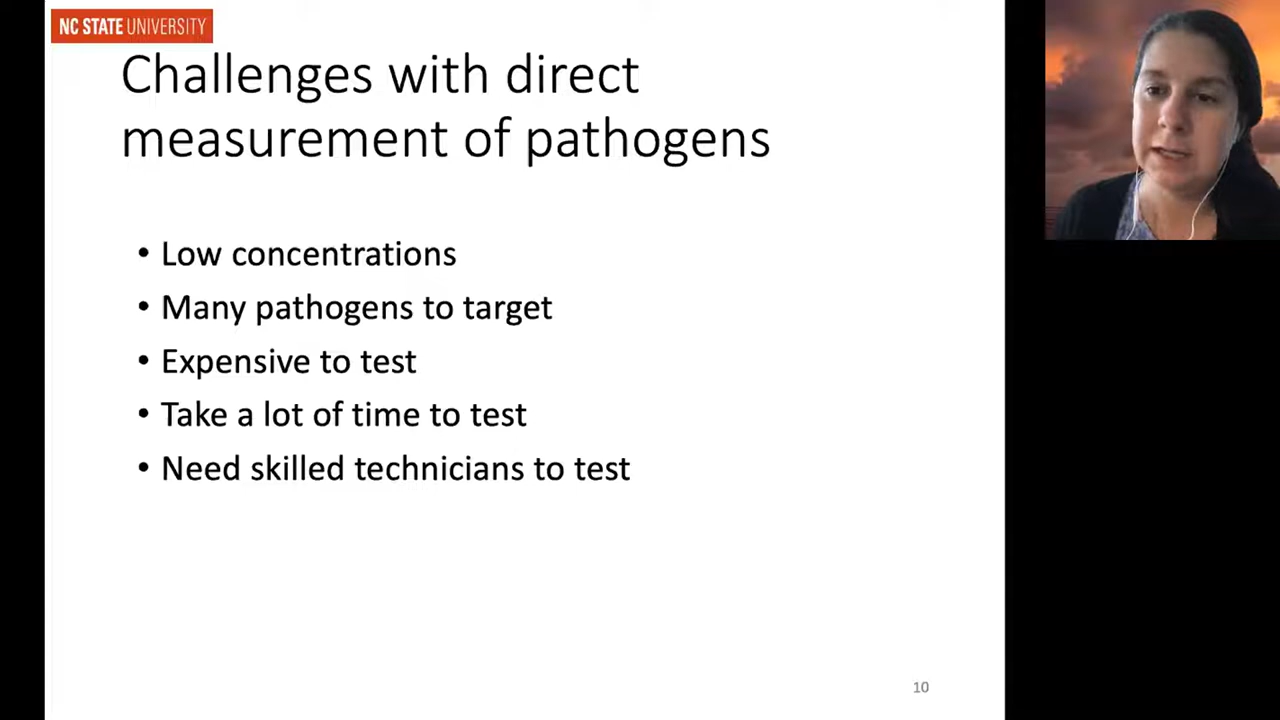 NC STATE UNIVERSITY
Challenges with direct
measurement of pathogens
• Low concentrations
• Many pathogens to target
• Expensive to test
• Take a lot of time to test
• Need skilled technicians to test
10